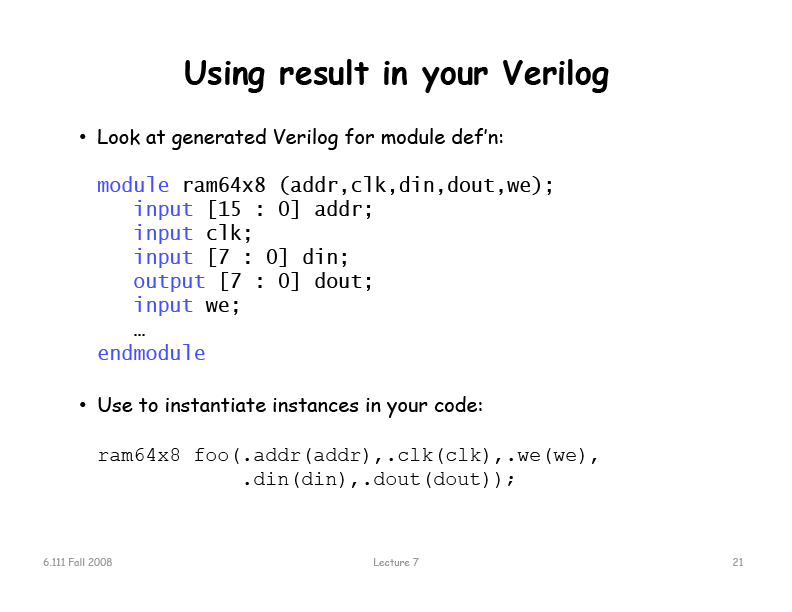 Using result in your Verilog
• Look at generated Verilog for module def’n:
module ram64x8 (addr,clk,din,dout,we);
input [15 : 0] addr;
input clk;
input [7 : 0] din;
output [7 : 0] dout;
input we;
…
endmodule
• Use to instantiate instances in your code:
ram64x8 foo(.addr(addr),.clk(clk),.we(we),
.din(din),.dout(dout));
6.111 Fall 2008
Lecture 7
21